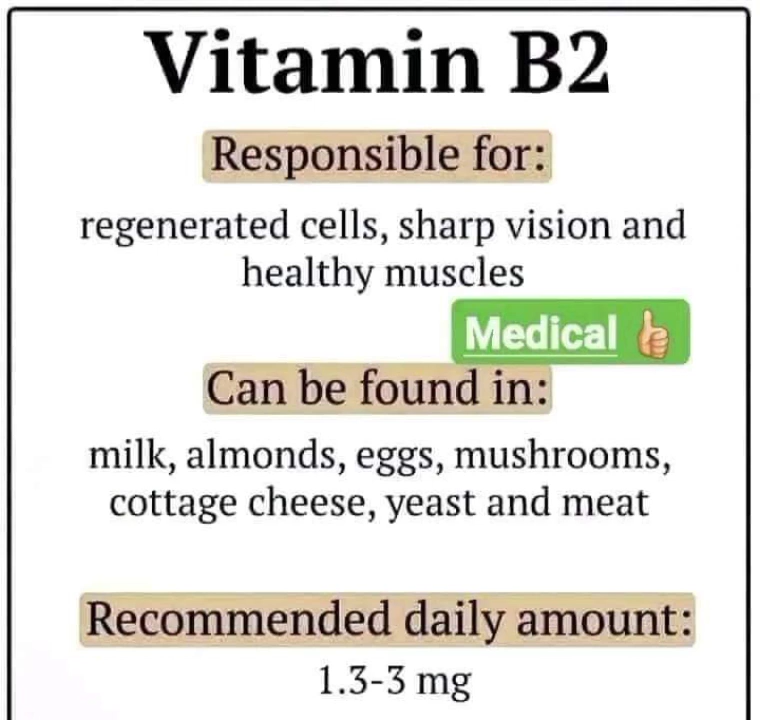 Vitamin B2
Responsible for:
regenerated cells, sharp vision and
healthy muscles
Medical 👍
Can be found in:
milk, almonds, eggs, mushrooms,
cottage cheese, yeast and meat
Recommended daily amount:
1.3-3 mg